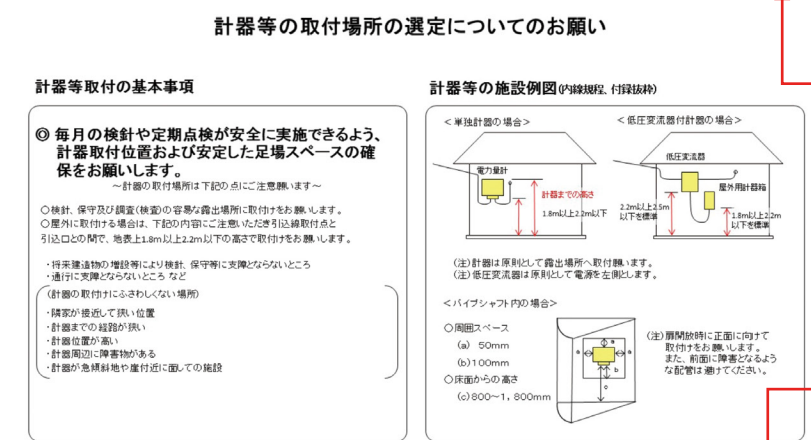 計器等の取付場所の選定についてのお願い
計器等取付の基本事項
◎ 毎月の検針や定期点検が安全に実施できるよう、
計器取付位置および安定した足場スペースの確
保をお願いします。
～計器の取付場所は下記の点にご注意願います～
○検針、保守及び調査(検査)の容易な露出場所に取付けをお願いします。
○屋外に取付ける場合は、下記の内容にご注意いただき引込線取付点と
引込口との間で、地表上1.8m以上2.2m以下の高さで取付けをお願いします。
・将来建造物の増設等により検針、保守等に支障とならないところ
・通行に支障とならないところ など
(計器の取付けにふさわしくない場所)
・隣家が接近して狭い位置
・計器までの経路が狭い
・計器位置が高い
・計器周辺に障害物がある
・計器が急傾斜地や崖付近に面しての施設
計器等の施設例図(内線規程、付録抜粋)
＜単独計器の場合＞
電力量計
計器までの高さ
1.8m以上2.2m以下
＜低圧変流器付計器の場合＞
低圧変流器
屋外用計器箱
2.2m以上2.5m
以下を標準
1.8m以上2.2m
以下を標準
(注)計器は原則として露出場所へ取付願います。
(注)低圧変流器は原則として電源を左側とします。
＜パイプシャフト内の場合＞
○周囲スペース
(a) 50mm
(b)100mm
○床面からの高さ
(c)800～1，800mm
a
a
a
b
c
(注)扉開放時に正面に向けて
取付けをお願いします。
また、前面に障害となるよう
な配管は避けてください。